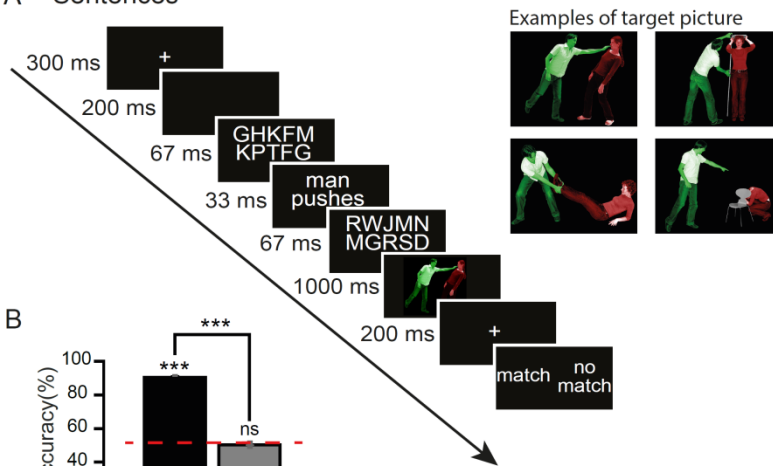 A Sentences
Examples of target picture
300 ms
+
200 ms
67 ms
GHKFM
KPTFG
33 ms
man
pushes
67 ms
RWJMN
MGRSD
1000 ms
200 ms
+
match
no
match
B
***
***
ns
100
80
60
40